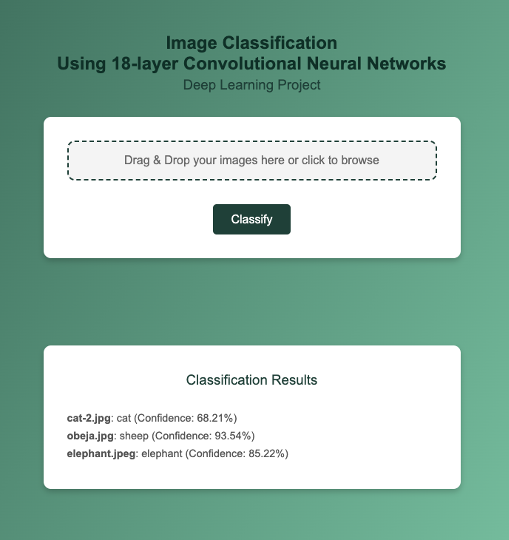 Image Classification
Using 18-layer Convolutional Neural Networks
Deep Learning Project
Drag & Drop your images here or click to browse
Classify
Classification Results
cat-2.jpg: cat (Confidence: 68.21%)
obeja.jpg: sheep (Confidence: 93.54%)
elephant.jpeg: elephant (Confidence: 85.22%)